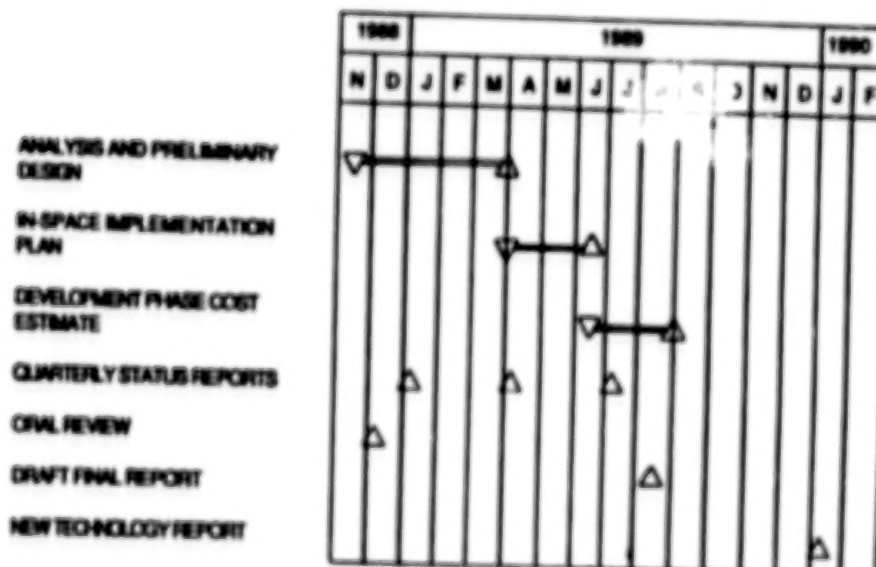 1988 1989 1990
N D J F M A M J J A S O N D J F
ANALYSIS AND PRELIMINARY
DESIGN
IN-SPACE IMPLEMENTATION
PLAN
DEVELOPMENT PHASE COST
ESTIMATE
QUARTERLY STATUS REPORTS
ORAL REVIEW
DRAFT FINAL REPORT
NEW TECHNOLOGY REPORT